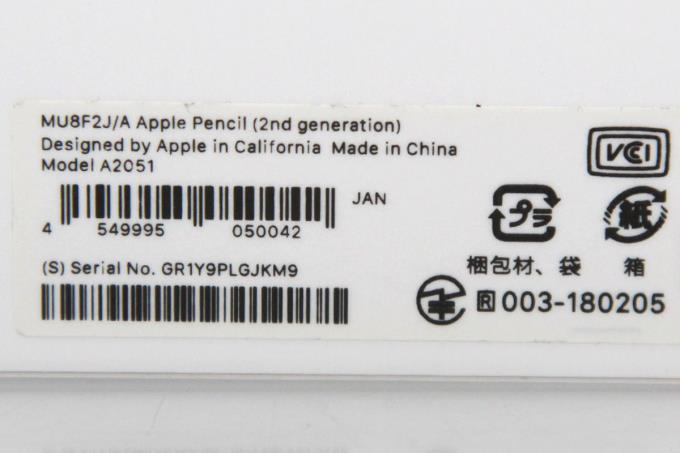 MU8F2J/A Apple Pencil (2nd generation)
Designed by Apple in California Made in China
Model A2051
JAN
4 549995 050042
(S) Serial No. GR1Y9PLGJKM9
VCCI
プラ
紙
梱包材、袋
箱
R 003-180205